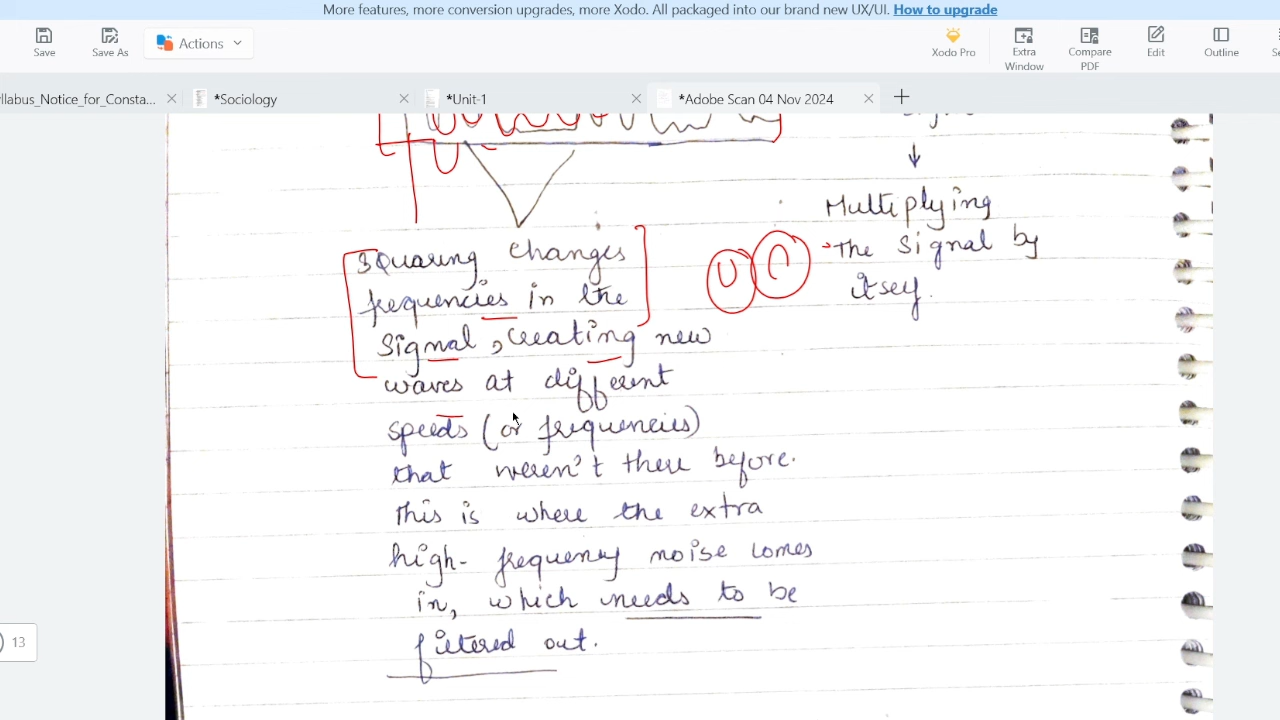 More features, more conversion upgrades, more Xodo. All packaged into our brand new UX/UI. How to upgrade
Save
Save As
Actions
Xodo Pro
Extra Window
Compare PDF
Edit
Outline
llabus_Notice_for_Consta...
*Sociology
*Unit-1
*Adobe Scan 04 Nov 2024
Multiplying
the signal by
itself.
Squaring changes
frequencies in the
signal, creating new
waves at different
speeds (or frequencies)
that weren't there before.
This is where the extra
high-frequency noise comes
in, which needs to be
filtered out.
13